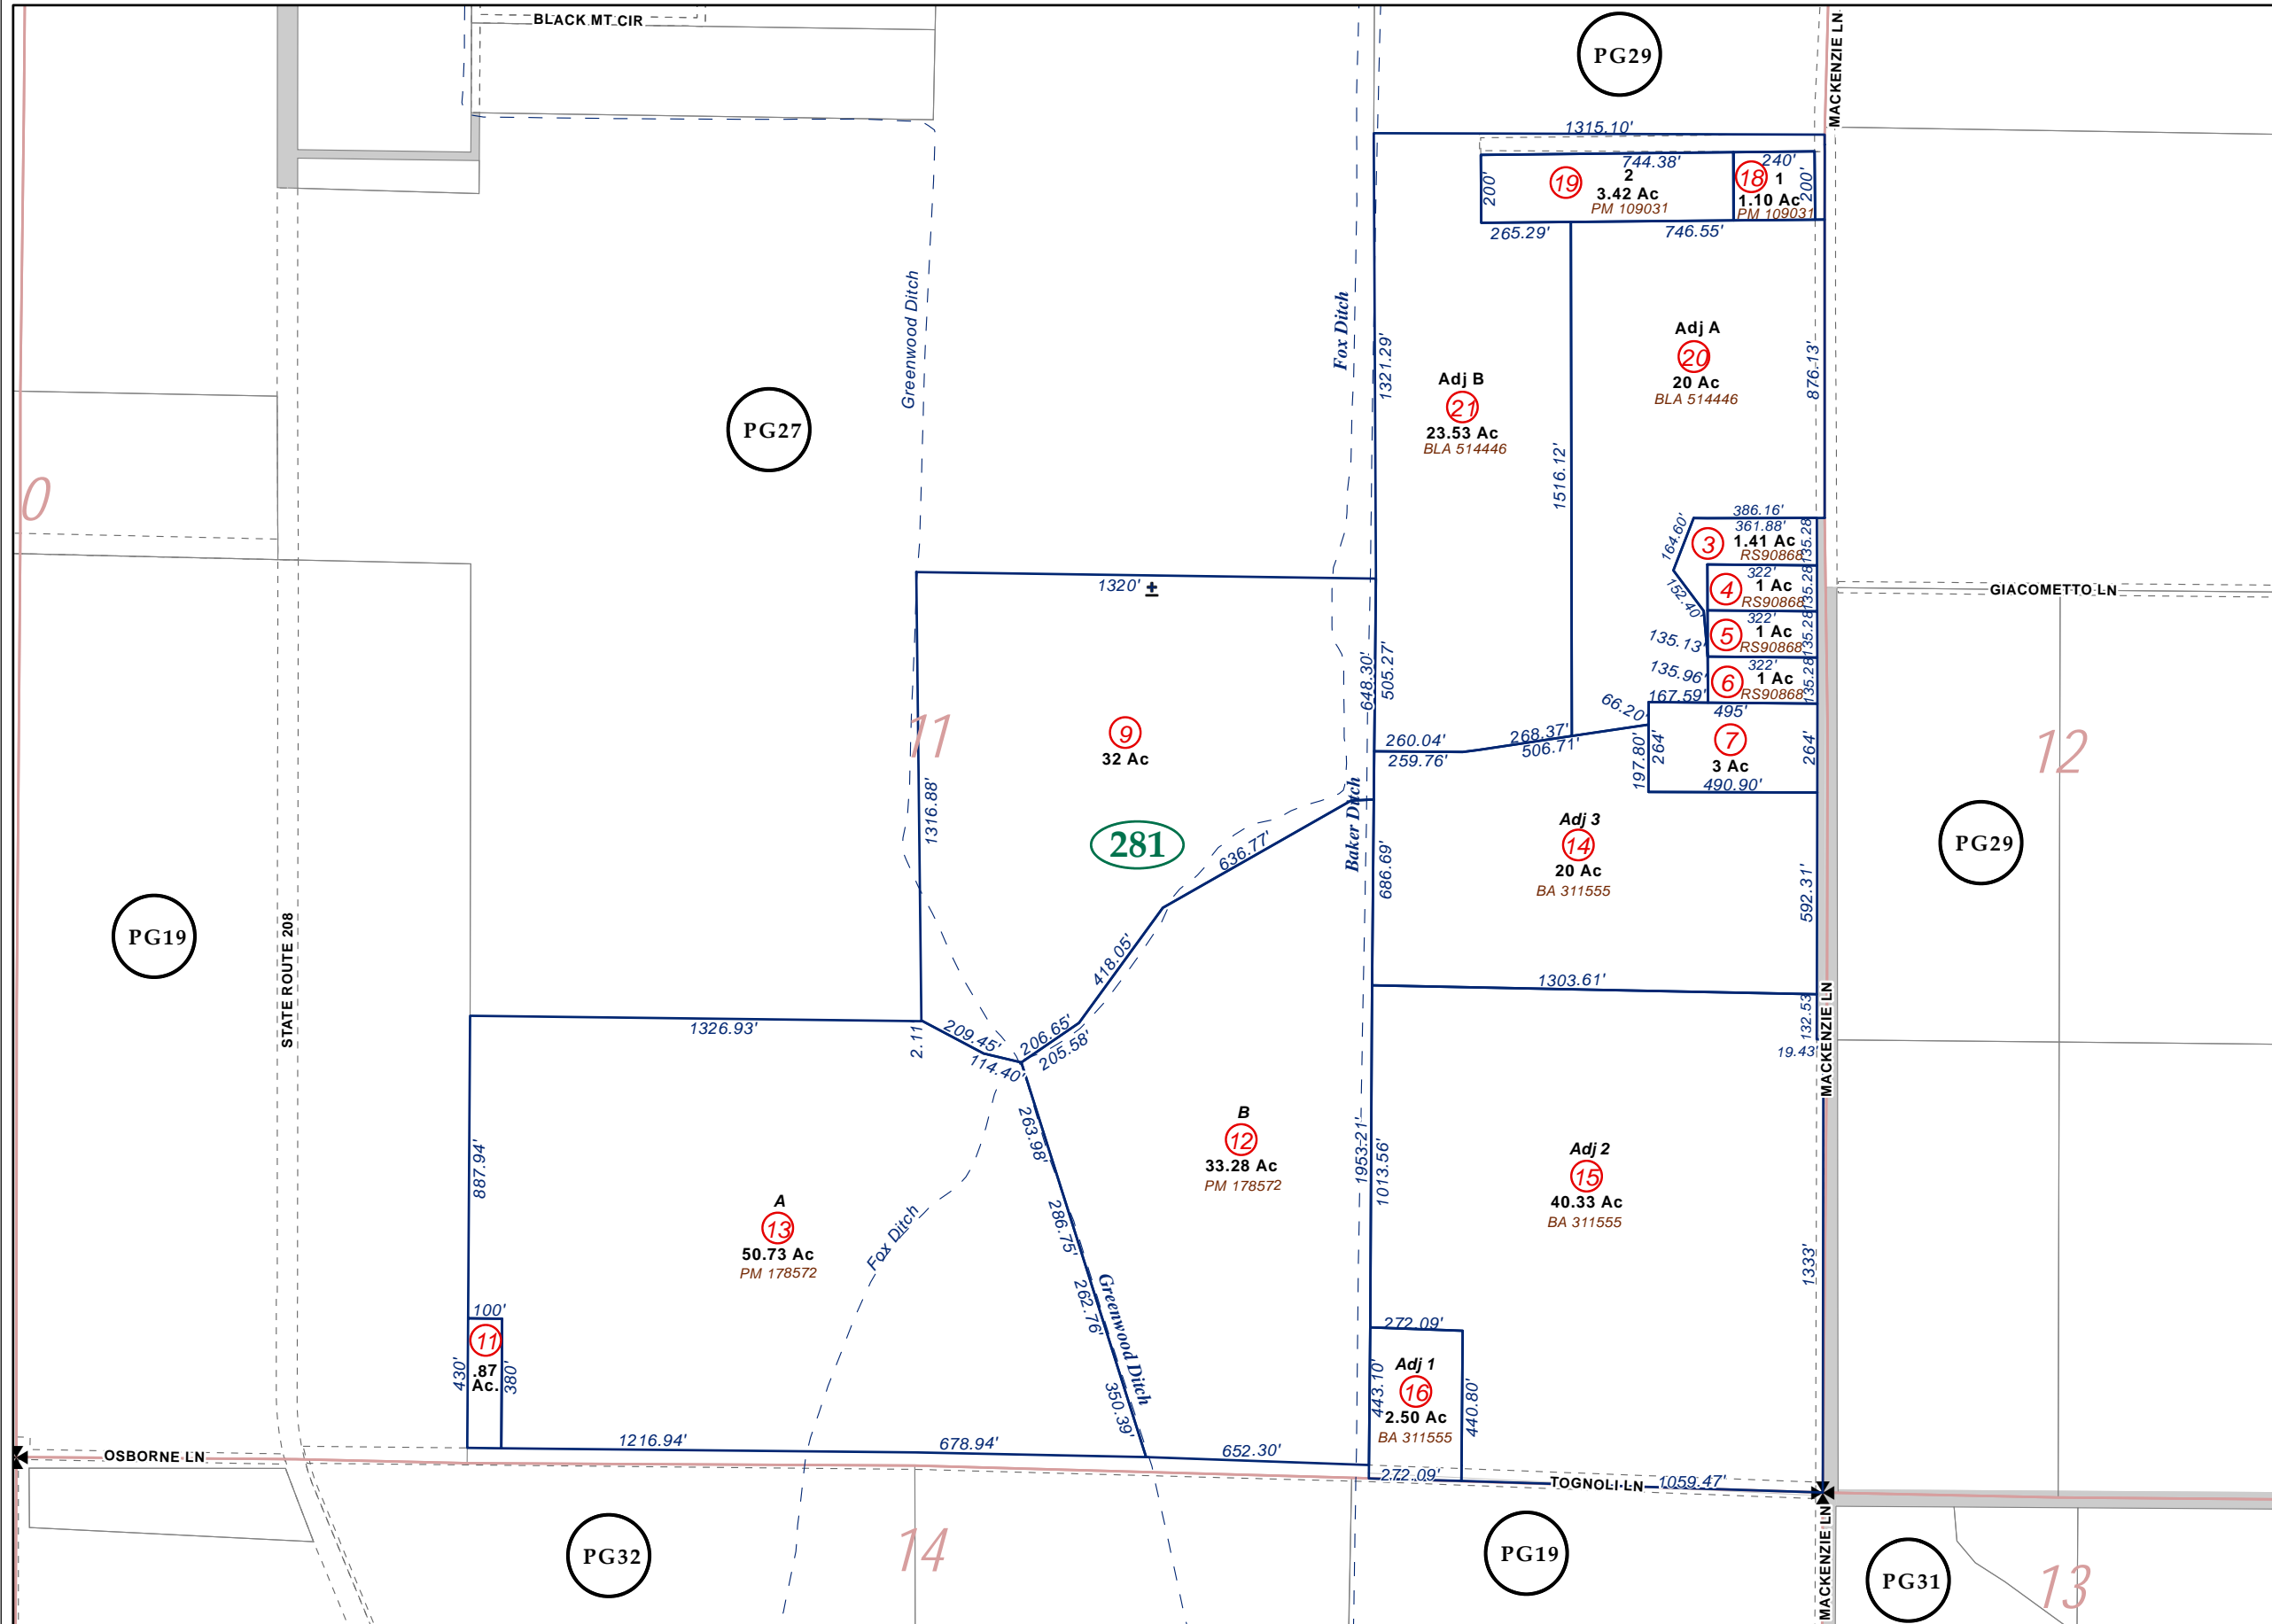 BLACK MT CIR
PG29
MACKENZIE LN
1315.10'
744.38'
240'
200'
19
2
3.42 Ac
PM 109031
18
1
1.10 Ac
PM 109031
200'
265.29'
746.55'
Greenwood Ditch
Fox Ditch
1321.29'
Adj A
20
20 Ac
BLA 514446
876.13'
Adj B
21
23.53 Ac
BLA 514446
PG27
1516.12'
0
386.16'
361.88'
164.60'
3
1.41 Ac
RS90868
135.28'
152.40'
322'
4
1 Ac
RS90868
135.28'
322'
5
1 Ac
RS90868
135.28'
135.13'
322'
6
1 Ac
RS90868
135.28'
135.96'
167.59'
GIACOMETTO LN
1320' ±
648.30'
505.27'
66.20'
495'
7
3 Ac
490.90'
264'
264'
197.80'
11
9
32 Ac
260.04'
259.76'
268.37'
506.71'
12
1316.88'
281
636.77'
Baker Ditch
686.69'
Adj 3
14
20 Ac
BA 311555
592.31'
PG29
PG19
STATE ROUTE 208
418.05'
1303.61'
132.53
19.43'
MACKENZIE LN
1326.93'
2.11'
209.45'
114.40'
206.65'
205.58'
263.98'
286.75'
262.76'
350.39'
Greenwood Ditch
887.94'
A
13
50.73 Ac
PM 178572
Fox Ditch
B
12
33.28 Ac
PM 178572
1953.21'
1013.56'
Adj 2
15
40.33 Ac
BA 311555
1333'
100'
11
.87
Ac.
430'
380'
272.09'
Adj 1
16
2.50 Ac
BA 311555
443.10'
440.80'
272.09'
OSBORNE LN
1216.94'
678.94'
652.30'
TOGNOLI LN
1059.47'
PG32
14
PG19
MACKENZIE LN
PG31
13